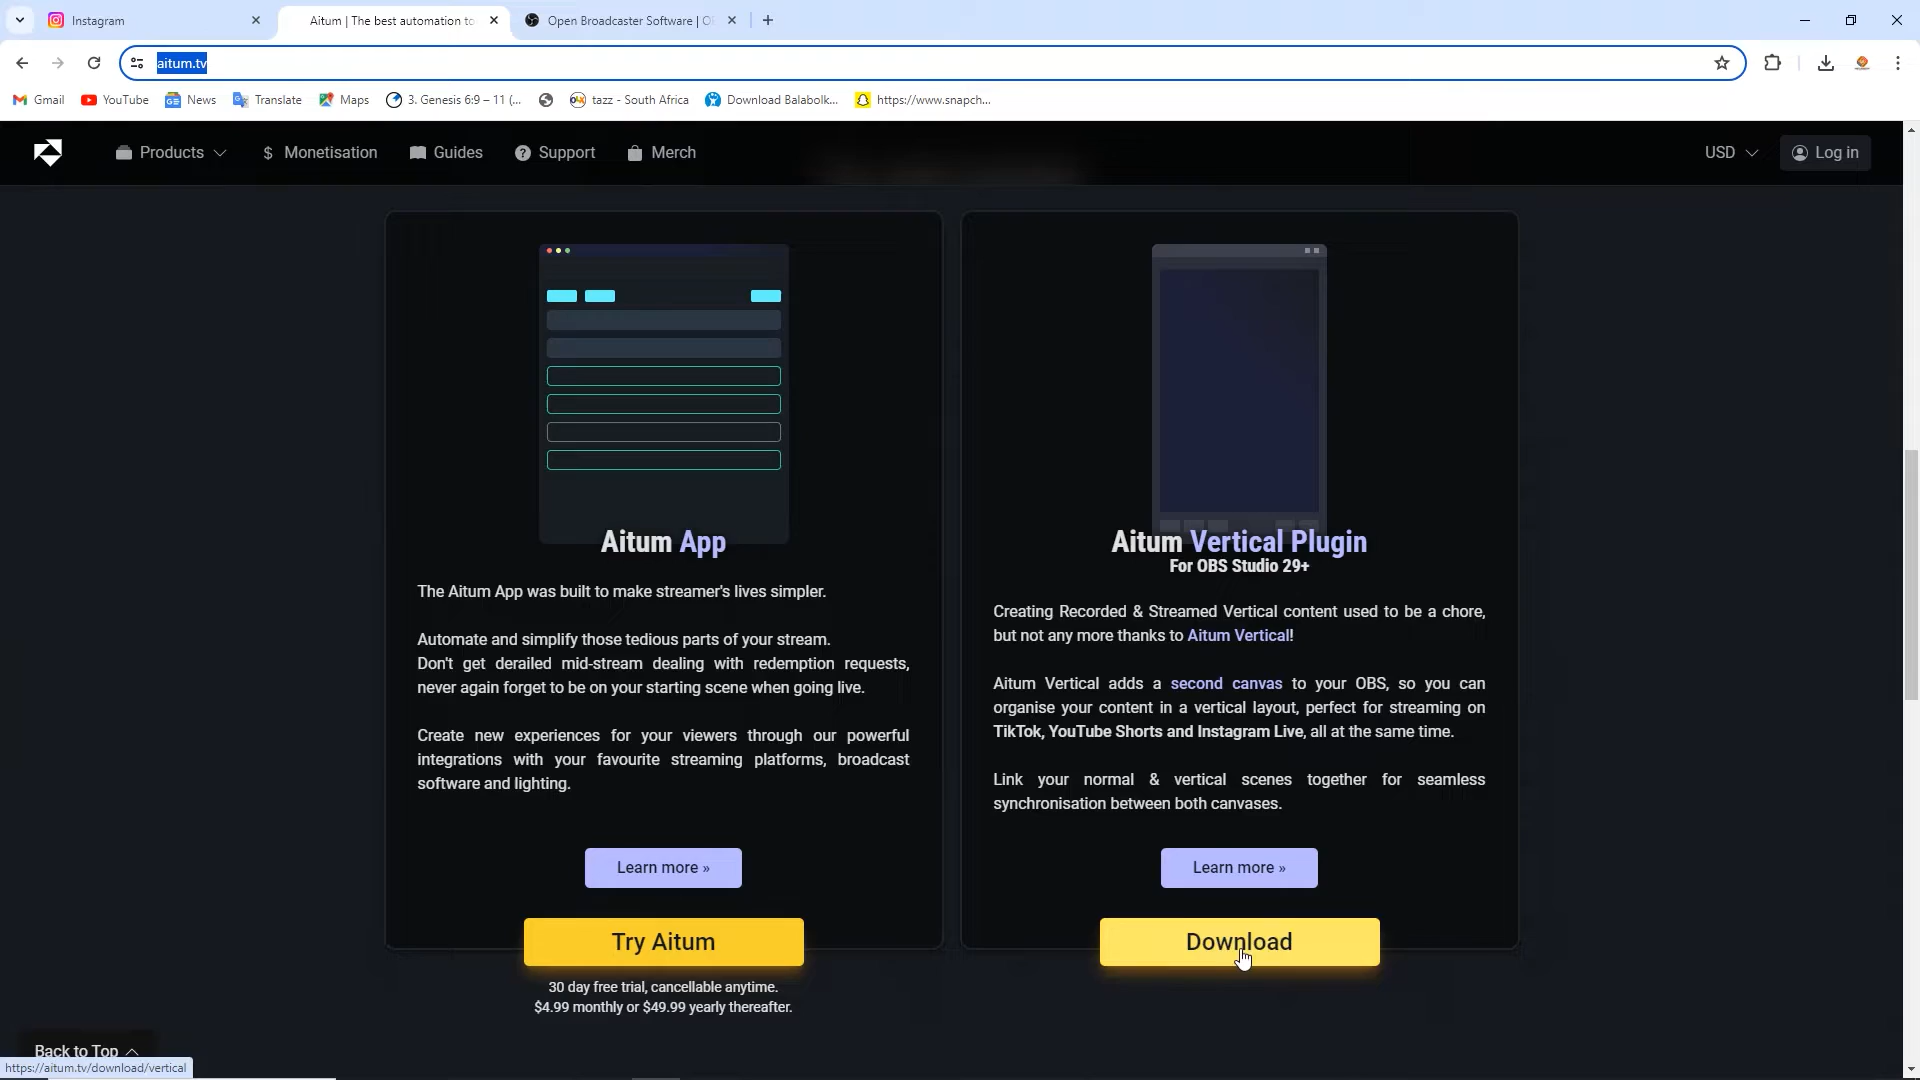 Instagram
Aitum | The best automation to
Open Broadcaster Software | O
aitum.tv
Gmail
YouTube
News
Translate
Maps
3. Genesis 6:9 – 11 (...
tazz - South Africa
Download Balabolk...
https://www.snapch...
Products
$ Monetisation
Guides
Support
Merch
USD
Log in
Aitum App
The Aitum App was built to make streamer's lives simpler.
Automate and simplify those tedious parts of your stream.
Don't get derailed mid-stream dealing with redemption requests,
never again forget to be on your starting scene when going live.
Create new experiences for your viewers through our powerful
integrations with your favourite streaming platforms, broadcast
software and lighting.
Learn more »
Try Aitum
30 day free trial, cancellable anytime.
$4.99 monthly or $49.99 yearly thereafter.
Aitum Vertical Plugin
For OBS Studio 29+
Creating Recorded & Streamed Vertical content used to be a chore,
but not any more thanks to Aitum Vertical!
Aitum Vertical adds a second canvas to your OBS, so you can
organise your content in a vertical layout, perfect for streaming on
TikTok, YouTube Shorts and Instagram Live, all at the same time.
Link your normal & vertical scenes together for seamless
synchronisation between both canvases.
Learn more »
Download
Back to Top
https://aitum.tv/download/vertical